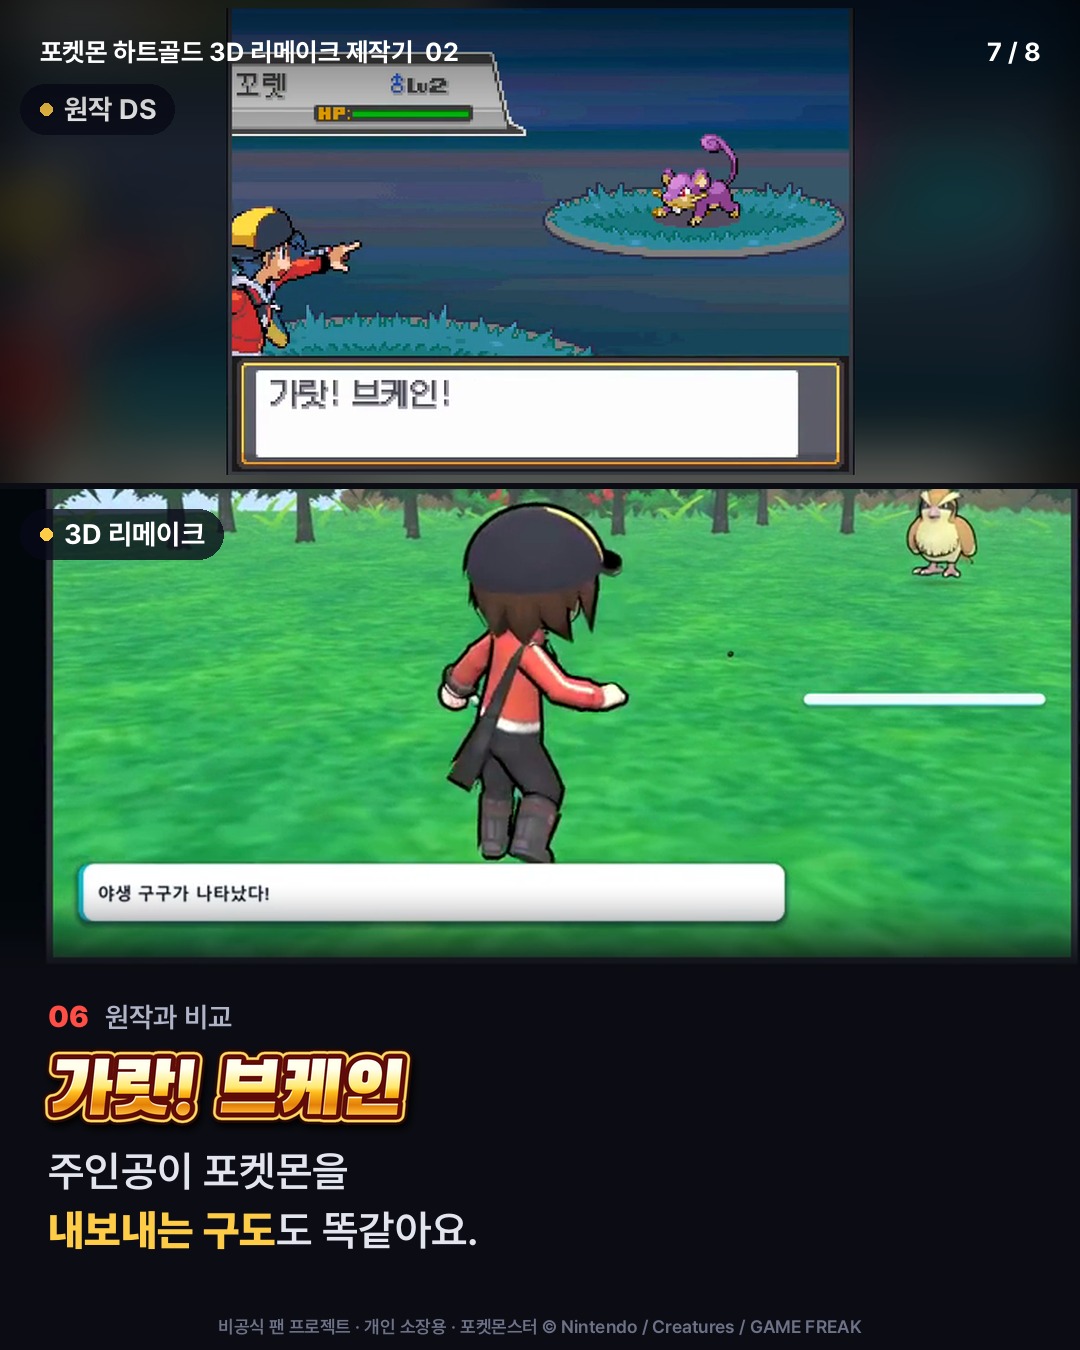 포켓몬 하트골드 3D 리메이크 제작기 02
7 / 8
원작 DS
꼬렛 ♂Lv2
HP:
가랏! 브케인!
3D 리메이크
야생 구구가 나타났다!
06 원작과 비교
가랏! 브케인
주인공이 포켓몬을
내보내는 구도도 똑같아요.
비공식 팬 프로젝트 · 개인 소장용 · 포켓몬스터 © Nintendo / Creatures / GAME FREAK